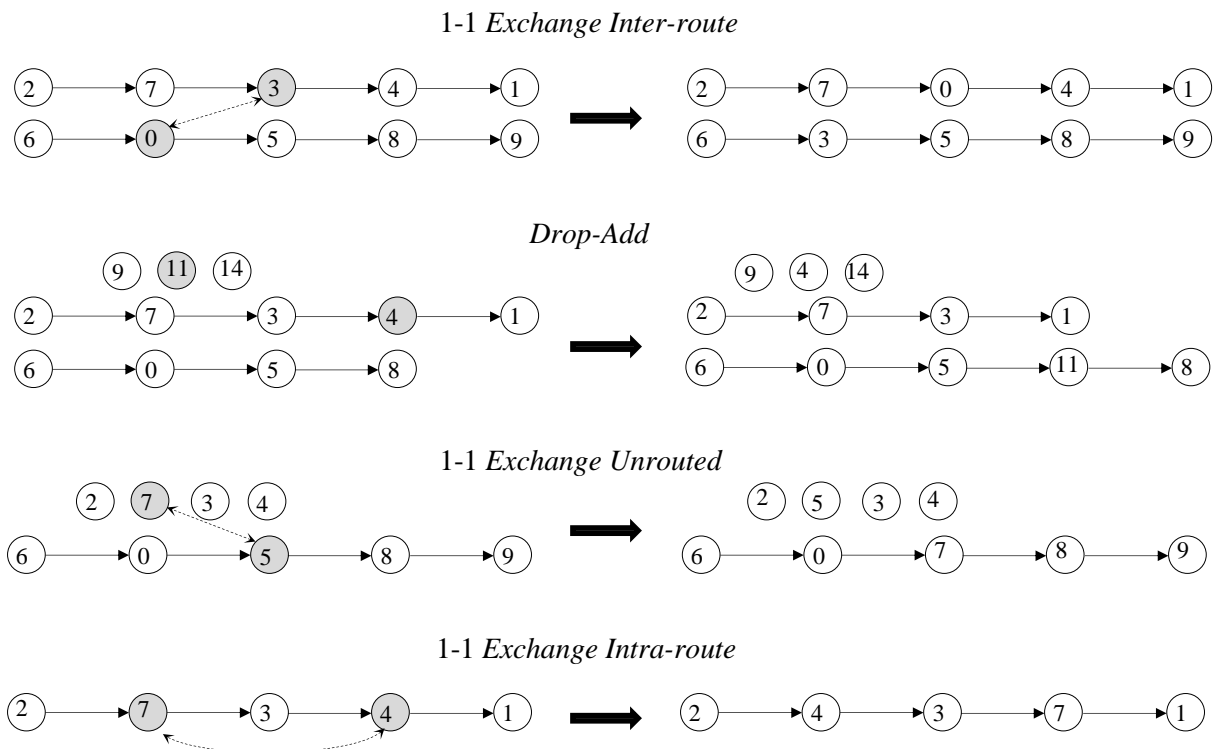 1-1 Exchange Inter-route
2 7 3 4 1 2 7 0 4 1
6 0 5 8 9 6 3 5 8 9
Drop-Add
9 11 14 9 4 14
2 7 3 4 1 2 7 3 1
6 0 5 8 6 0 5 11 8
1-1 Exchange Unrouted
2 7 3 4 2 5 3 4
6 0 5 8 9 6 0 7 8 9
1-1 Exchange Intra-route
2 7 3 4 1 2 4 3 7 1